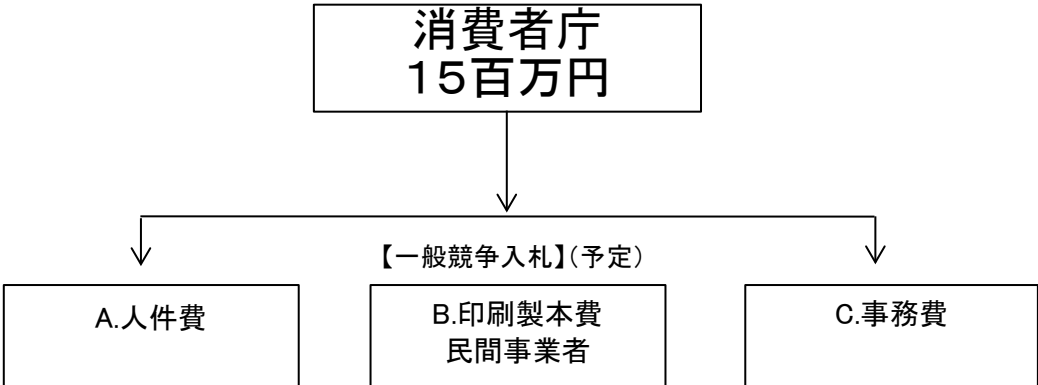 消費者庁
15百万円
【一般競争入札】(予定)
A.人件費
B.印刷製本費
民間事業者
C.事務費